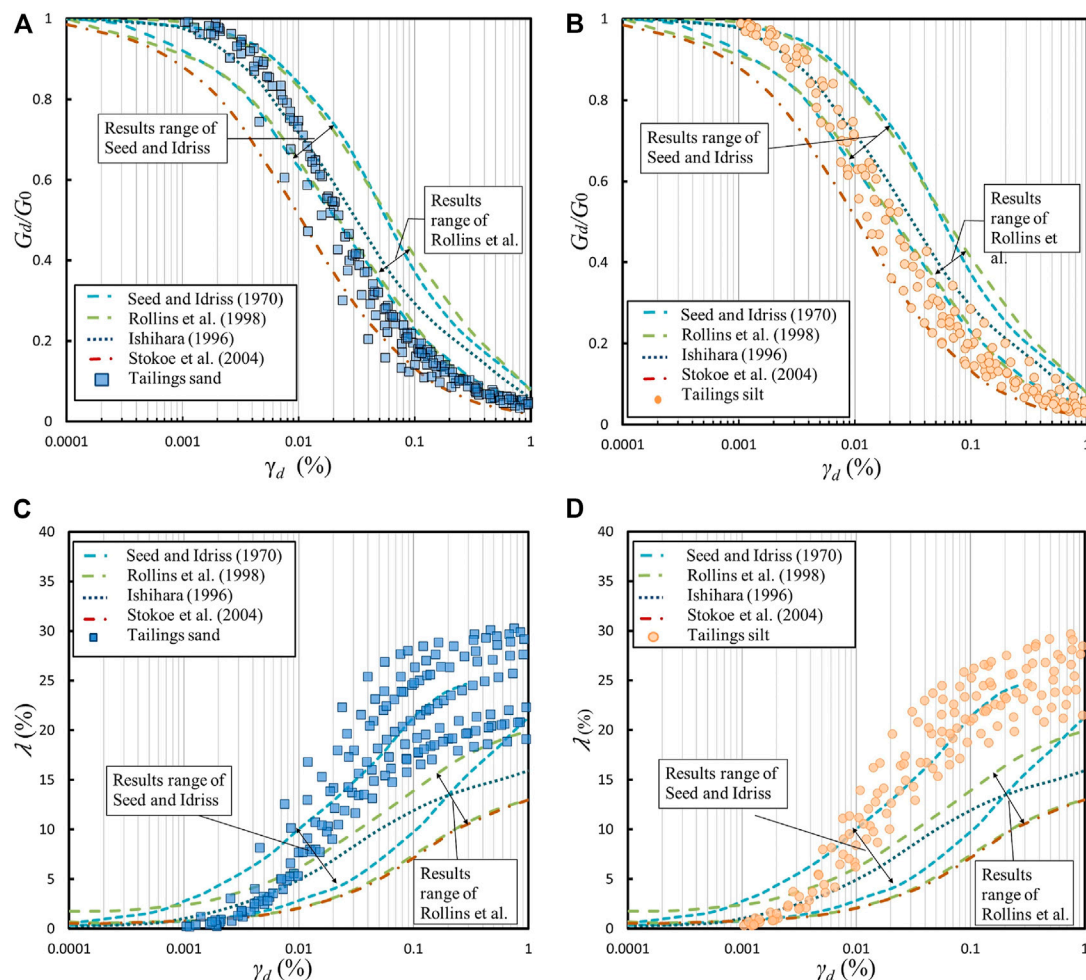 A
1
0.8
0.6
0.4
0.2
0
Gd/G0
Results range of
Seed and Idriss
Results
range of
Rollins et al.
Seed and Idriss (1970)
Rollins et al. (1998)
Ishihara (1996)
Stokoe et al. (2004)
Tailings sand
0.0001 0.001 0.01 0.1 1
γd (%)
B
1
0.8
0.6
0.4
0.2
0
Gd/G0
Results range of
Seed and Idriss
Results
range of
Rollins et
al.
Seed and Idriss (1970)
Rollins et al. (1998)
Ishihara (1996)
Stokoe et al. (2004)
Tailings silt
0.0001 0.001 0.01 0.1 1
γd (%)
C
40
35
30
25
20
15
10
5
0
λ (%)
Seed and Idriss (1970)
Rollins et al. (1998)
Ishihara (1996)
Stokoe et al. (2004)
Tailings sand
Results range of
Seed and Idriss
Results
range of
Rollins et al.
0.0001 0.001 0.01 0.1 1
γd (%)
D
40
35
30
25
20
15
10
5
0
λ (%)
Seed and Idriss (1970)
Rollins et al. (1998)
Ishihara (1996)
Stokoe et al. (2004)
Tailings silt
Results range of
Seed and Idriss
Results
range of
Rollins et al.
0.0001 0.001 0.01 0.1 1
γd (%)